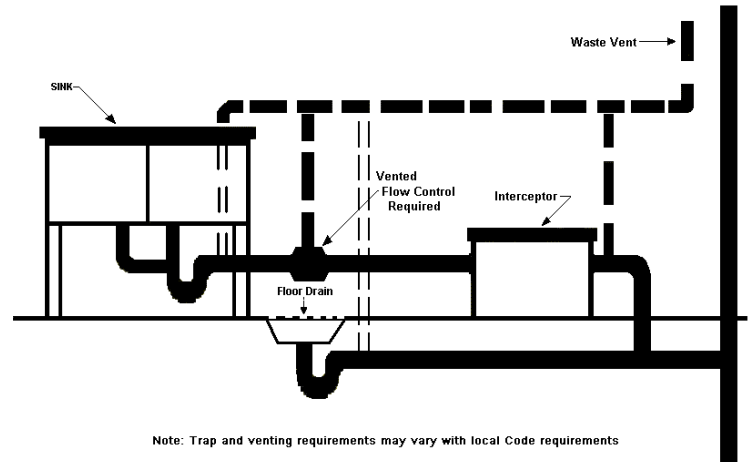 Waste Vent
SINK
Vented
Flow Control
Required
Interceptor
Floor Drain
Note: Trap and venting requirements may vary with local Code requirements